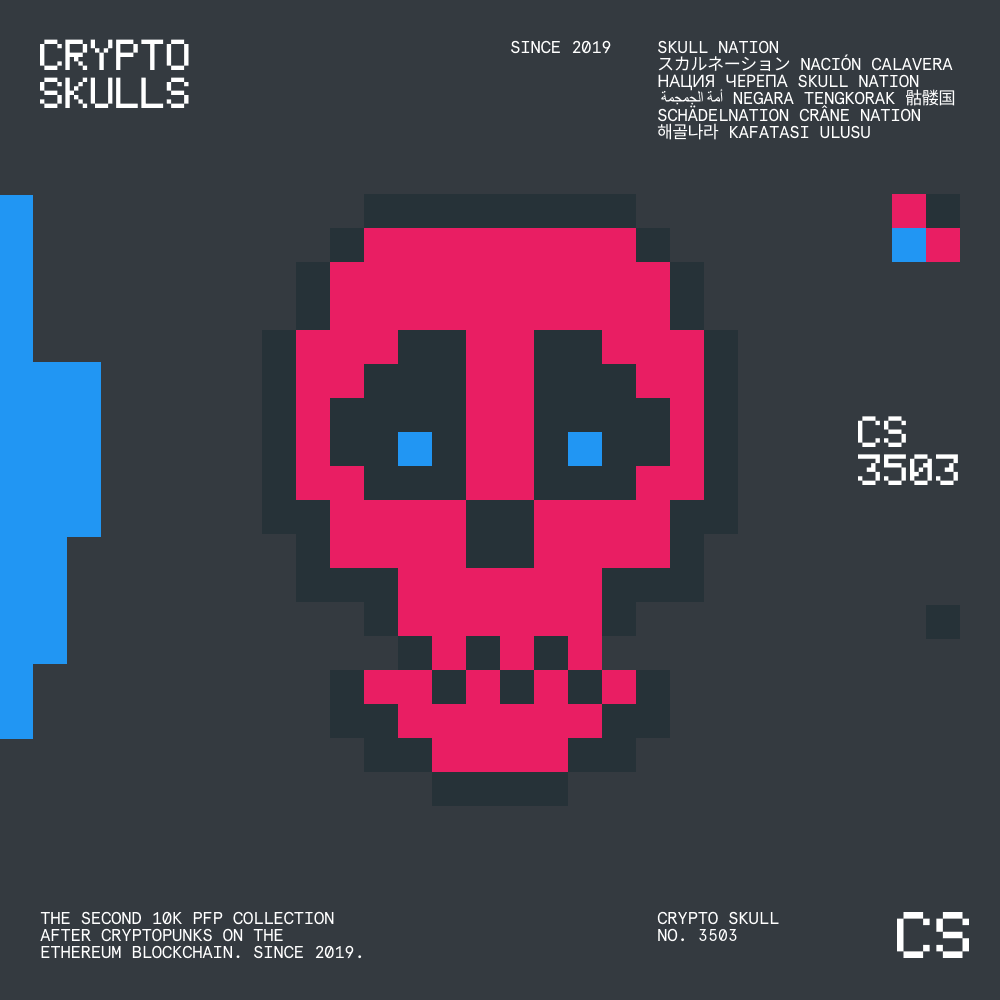 CRYPTO
SKULLS
SINCE 2019
SKULL NATION
スカルネーション NACIÓN CALAVERA
НАЦИЯ ЧЕРЕПА SKULL NATION
أمة الجمجمة NEGARA TENGKORAK 骷髅国
SCHÄDELNATION CRÂNE NATION
해골나라 KAFATASI ULUSU
CS
3503
THE SECOND 10K PFP COLLECTION
AFTER CRYPTOPUNKS ON THE
ETHEREUM BLOCKCHAIN. SINCE 2019.
CRYPTO SKULL
NO. 3503
CS